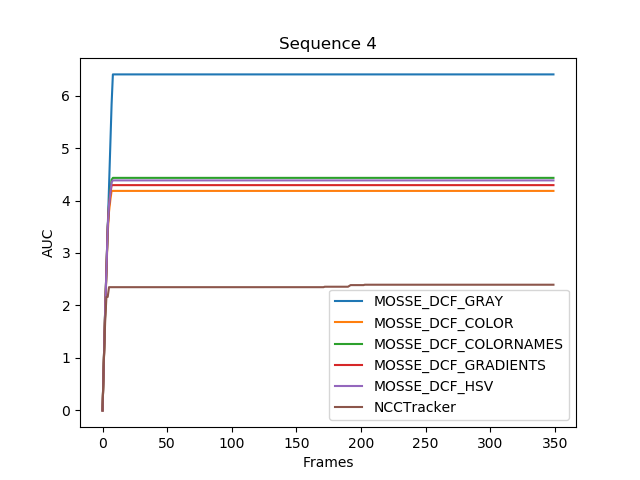 Sequence 4
AUC
6
5
4
3
2
1
0
MOSSE_DCF_GRAY
MOSSE_DCF_COLOR
MOSSE_DCF_COLORNAMES
MOSSE_DCF_GRADIENTS
MOSSE_DCF_HSV
NCCTracker
0 50 100 150 200 250 300 350
Frames